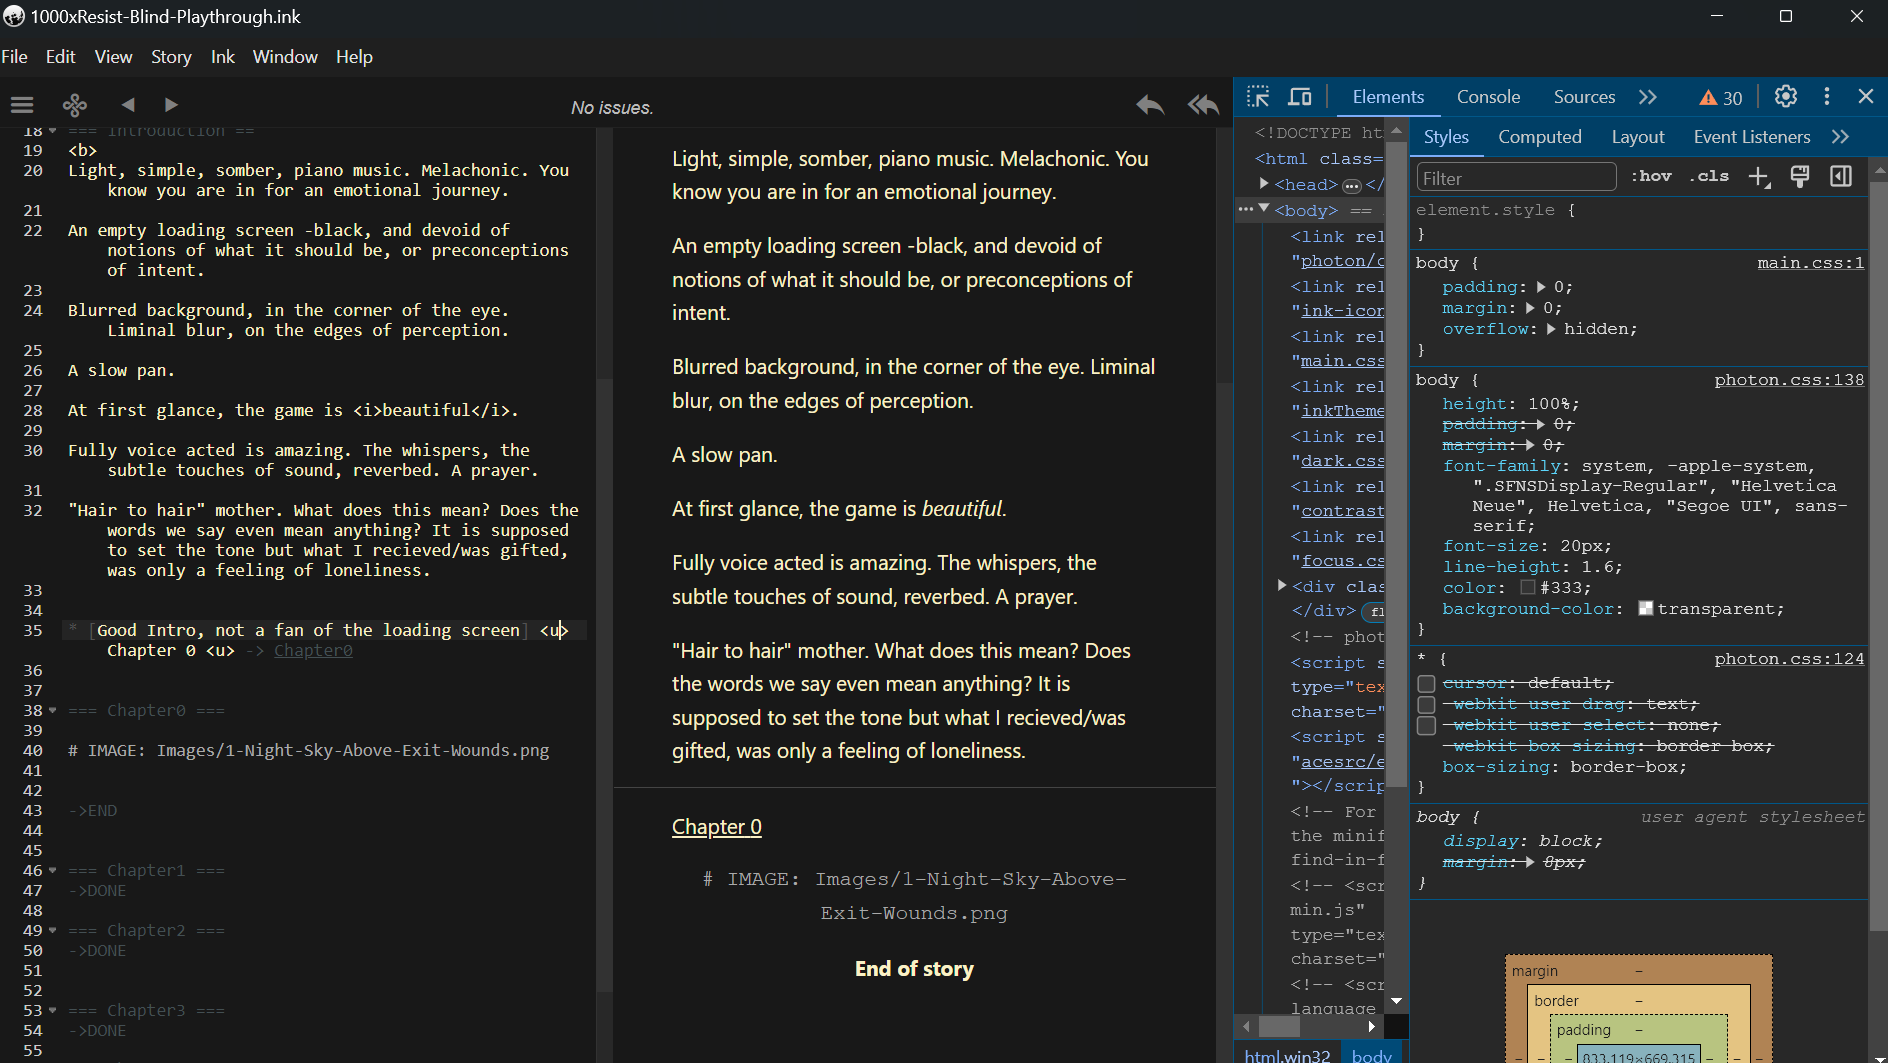 1000xResist-Blind-Playthrough.ink
File Edit View Story Ink Window Help
No issues.
18 === Introduction ==
19 <b>
20 Light, simple, somber, piano music. Melachonic. You
know you are in for an emotional journey.
21
22 An empty loading screen -black, and devoid of
notions of what it should be, or preconceptions
of intent.
23
24 Blurred background, in the corner of the eye.
Liminal blur, on the edges of perception.
25
26 A slow pan.
27
28 At first glance, the game is <i>beautiful</i>.
29
30 Fully voice acted is amazing. The whispers, the
subtle touches of sound, reverbed. A prayer.
31
32 "Hair to hair" mother. What does this mean? Does the
words we say even mean anything? It is supposed
to set the tone but what I recieved/was gifted,
was only a feeling of loneliness.
33
34
35 * [Good Intro, not a fan of the loading screen] <u>
Chapter 0 <u> -> Chapter0
36
37
38 === Chapter0 ===
39
40 # IMAGE: Images/1-Night-Sky-Above-Exit-Wounds.png
41
42
43 ->END
44
45
46 === Chapter1 ===
47 ->DONE
48
49 === Chapter2 ===
50 ->DONE
51
52
53 === Chapter3 ===
54 ->DONE
55
Light, simple, somber, piano music. Melachonic. You
know you are in for an emotional journey.
An empty loading screen -black, and devoid of
notions of what it should be, or preconceptions of
intent.
Blurred background, in the corner of the eye. Liminal
blur, on the edges of perception.
A slow pan.
At first glance, the game is beautiful.
Fully voice acted is amazing. The whispers, the
subtle touches of sound, reverbed. A prayer.
"Hair to hair" mother. What does this mean? Does
the words we say even mean anything? It is
supposed to set the tone but what I recieved/was
gifted, was only a feeling of loneliness.
Chapter 0
# IMAGE: Images/1-Night-Sky-Above-
Exit-Wounds.png
End of story
Elements Console Sources 30
<!DOCTYPE ht
<html class=
<head> </
<body> ==
<link rel
"photon/c
<link rel
"ink-icon
<link rel
"main.css
<link rel
"inkTheme
<link rel
"dark.css
<link rel
"contrast
<link rel
"focus.cs
<div clas
</div> fl
<!-- phot
<script s
type="tex
charset="
<script s
"acesrc/e
"></scrip
<!-- For
the minif
find-in-f
<!-- <scr
min.js"
type="tex
charset="
<!-- <scr
language
html.win32 body
Styles Computed Layout Event Listeners
Filter :hov .cls
element.style {
}
body { main.css:1
padding: 0;
margin: 0;
overflow: hidden;
}
body { photon.css:138
height: 100%;
padding: 0;
margin: 0;
font-family: system, -apple-system,
".SFNSDisplay-Regular", "Helvetica
Neue", Helvetica, "Segoe UI", sans-
serif;
font-size: 20px;
line-height: 1.6;
color: #333;
background-color: transparent;
}
* { photon.css:124
cursor: default;
-webkit-user-drag: text;
-webkit-user-select: none;
-webkit-box-sizing: border-box;
box-sizing: border-box;
}
body { user agent stylesheet
display: block;
margin: 8px;
}
margin -
border -
padding -
833.119×669.315